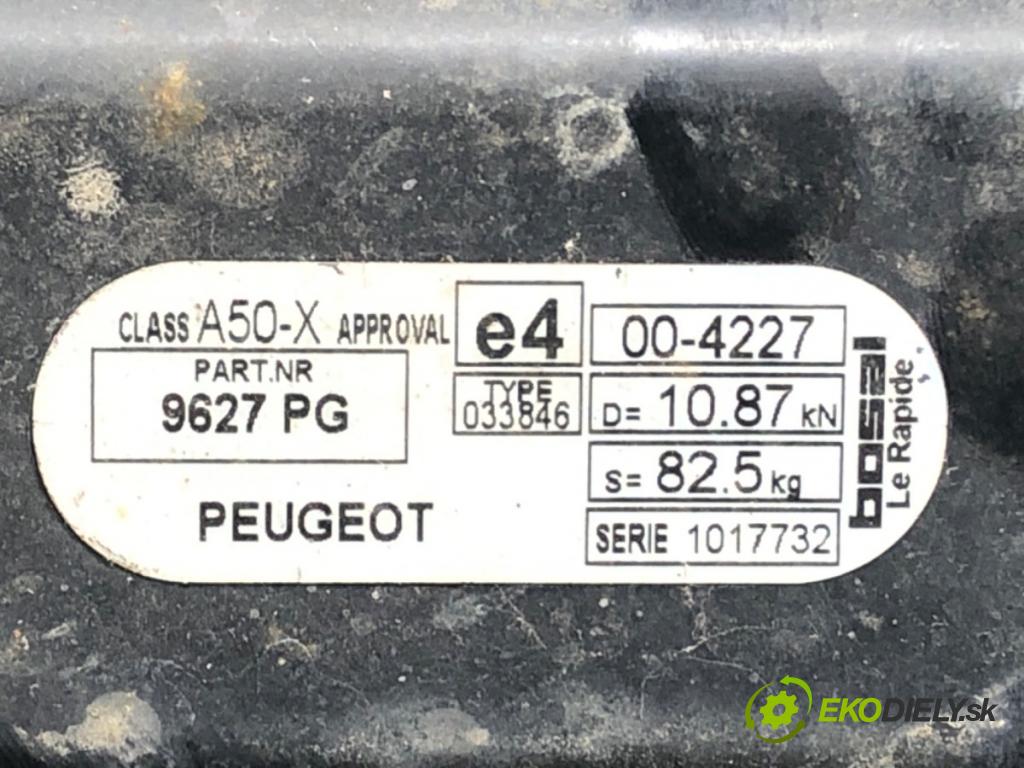 CLASS A50-X APPROVAL
e4
00-4227
PART.NR
9627 PG
TYPE
033846
D= 10.87 kN
S= 82.5 kg
PEUGEOT
SERIE 1017732
bosal
Le Rapide
EKODIELY.sk